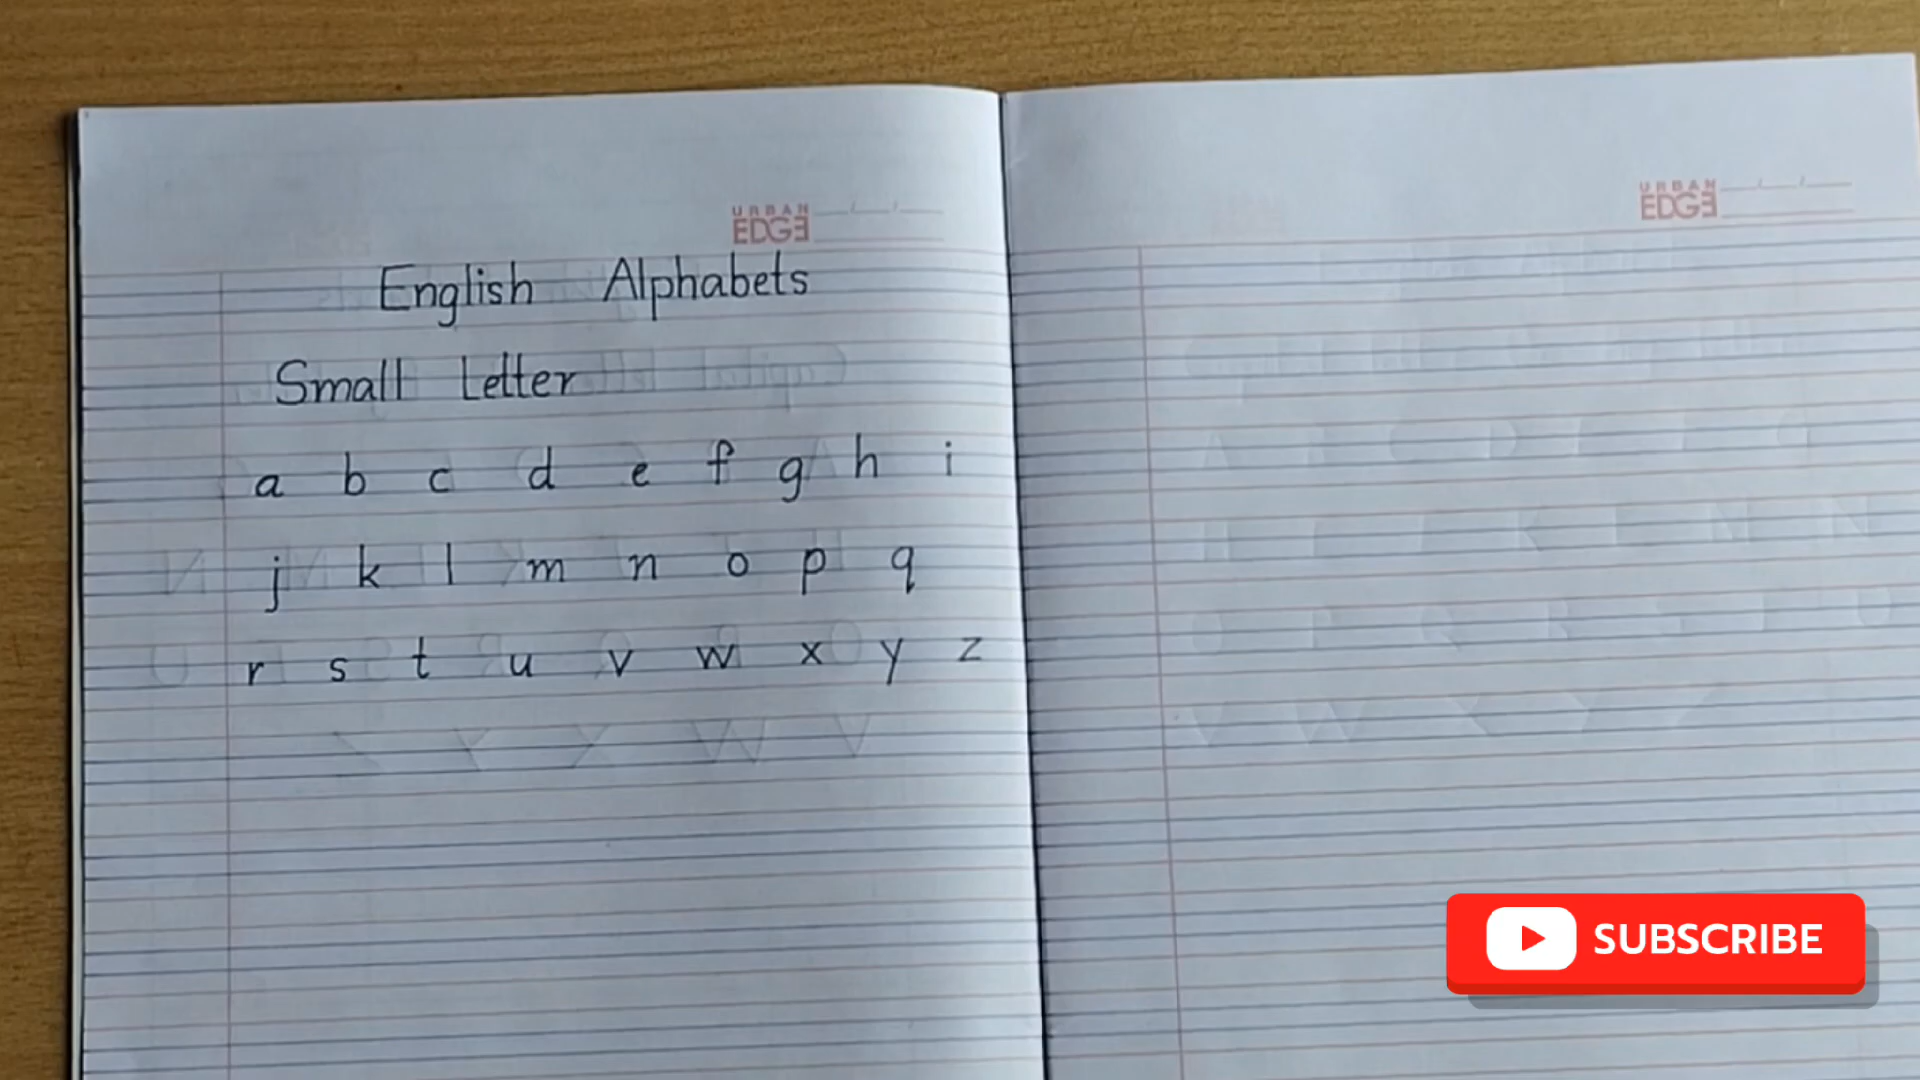 URBAN
EDGE
English Alphabets
Small Letter
a b c d e f g h i
j k l m n o p q
r s t u v w x y z
URBAN
EDGE
SUBSCRIBE